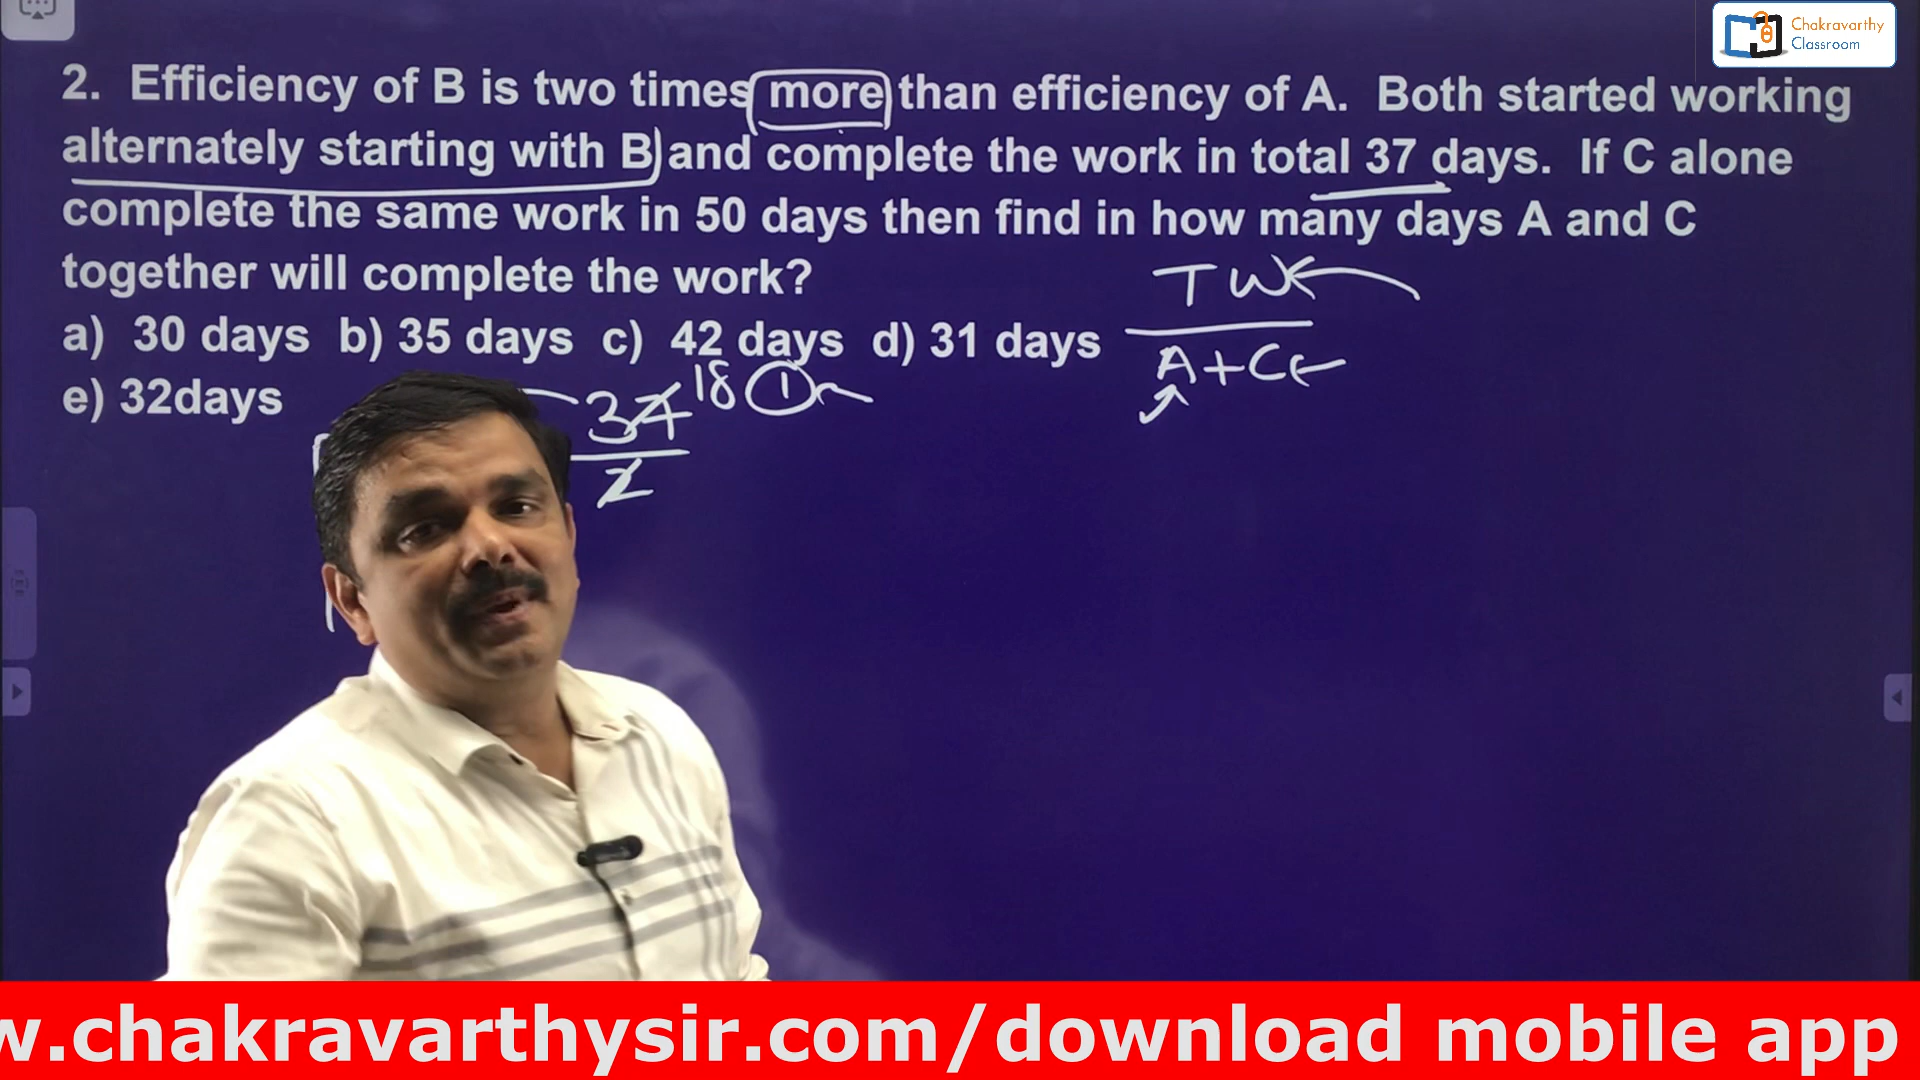 Chakravarthy
Classroom
2. Efficiency of B is two times more than efficiency of A. Both started working
alternately starting with B and complete the work in total 37 days. If C alone
complete the same work in 50 days then find in how many days A and C
together will complete the work?
a) 30 days b) 35 days c) 42 days d) 31 days
e) 32days
TW
A+C
37 18 1
2
w.chakravarthysir.com/download mobile app